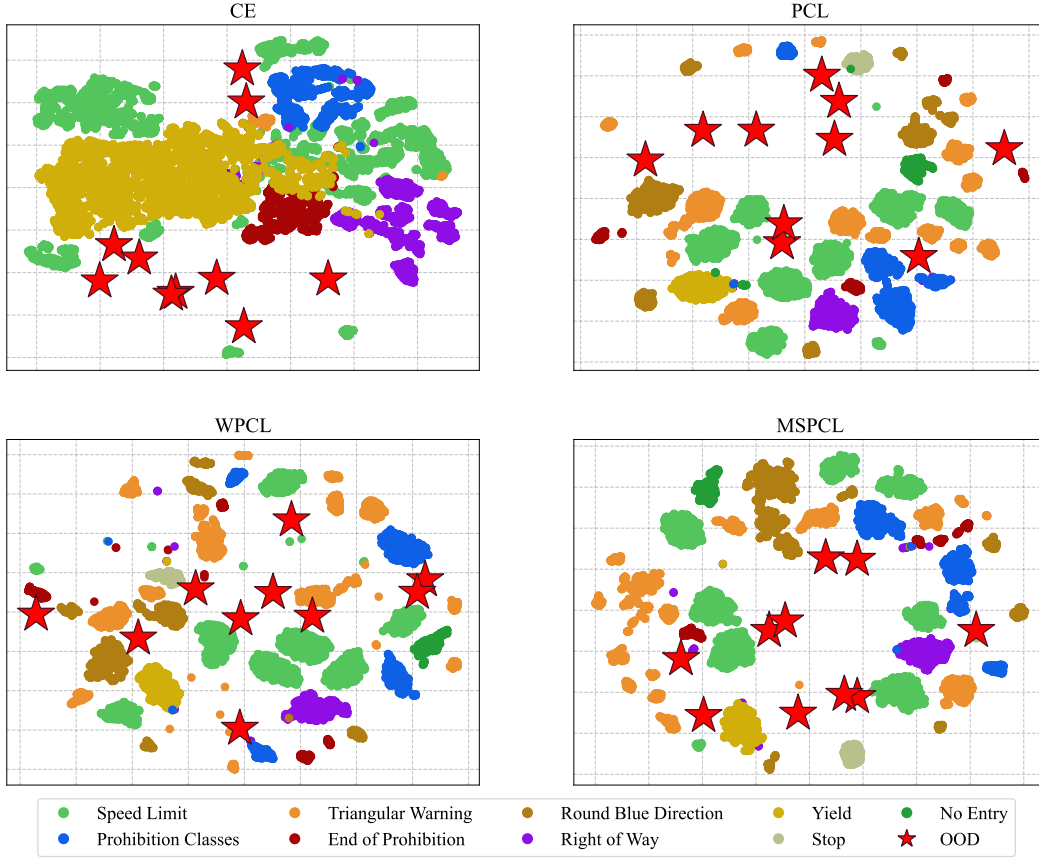 CE
PCL
WPCL
MSPCL
Speed Limit
Triangular Warning
Round Blue Direction
Yield
No Entry
Prohibition Classes
End of Prohibition
Right of Way
Stop
OOD